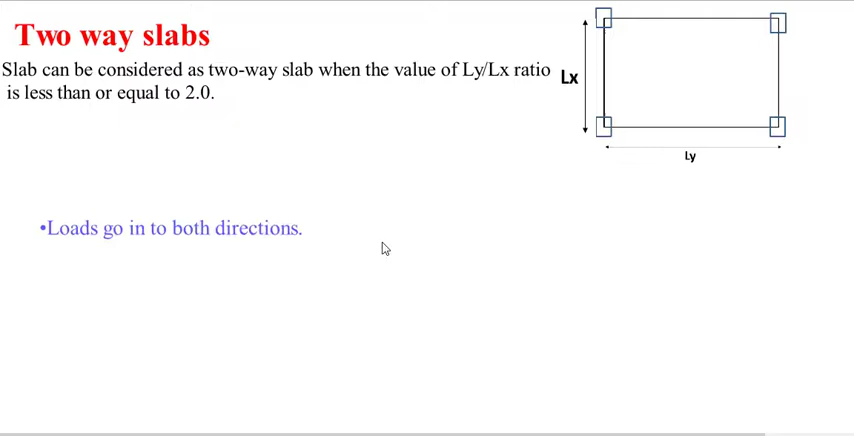 Two way slabs
Slab can be considered as two-way slab when the value of Ly/Lx ratio
is less than or equal to 2.0.
Lx
Ly
•Loads go in to both directions.